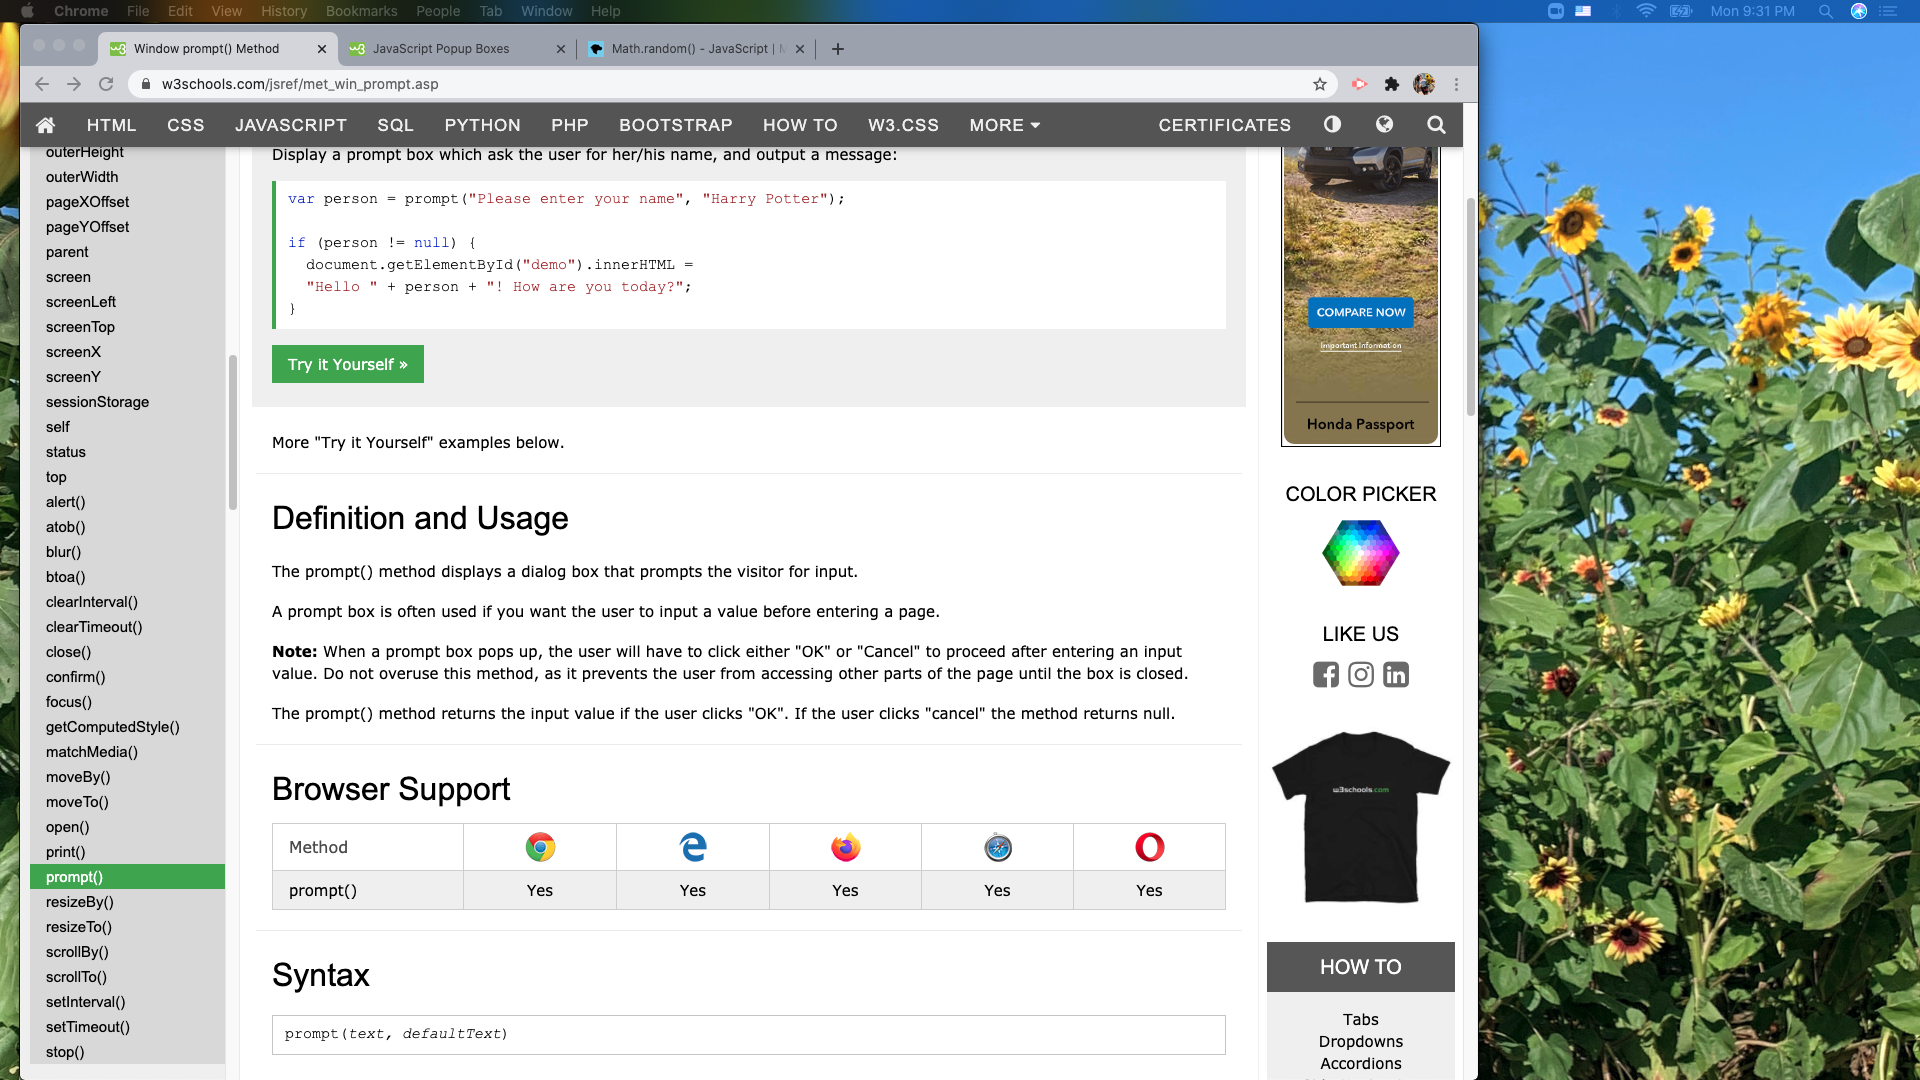 Chrome File Edit View History Bookmarks People Tab Window Help
Mon 9:31 PM
Window prompt() Method
JavaScript Popup Boxes
Math.random() - JavaScript |
w3schools.com/jsref/met_win_prompt.asp
HTML CSS JAVASCRIPT SQL PYTHON PHP BOOTSTRAP HOW TO W3.CSS MORE CERTIFICATES
outerHeight
outerWidth
pageXOffset
pageYOffset
parent
screen
screenLeft
screenTop
screenX
screenY
sessionStorage
self
status
top
alert()
atob()
blur()
btoa()
clearInterval()
clearTimeout()
close()
confirm()
focus()
getComputedStyle()
matchMedia()
moveBy()
moveTo()
open()
print()
prompt()
resizeBy()
resizeTo()
scrollBy()
scrollTo()
setInterval()
setTimeout()
stop()
Display a prompt box which ask the user for her/his name, and output a message:
var person = prompt("Please enter your name", "Harry Potter");
if (person != null) {
document.getElementById("demo").innerHTML =
"Hello " + person + "! How are you today?";
}
Try it Yourself »
More "Try it Yourself" examples below.
Definition and Usage
The prompt() method displays a dialog box that prompts the visitor for input.
A prompt box is often used if you want the user to input a value before entering a page.
Note: When a prompt box pops up, the user will have to click either "OK" or "Cancel" to proceed after entering an input
value. Do not overuse this method, as it prevents the user from accessing other parts of the page until the box is closed.
The prompt() method returns the input value if the user clicks "OK". If the user clicks "cancel" the method returns null.
Browser Support
Method
prompt() Yes Yes Yes Yes Yes
Syntax
prompt(text, defaultText)
COMPARE NOW
Important Information
Honda Passport
COLOR PICKER
LIKE US
w3schools.com
HOW TO
Tabs
Dropdowns
Accordions